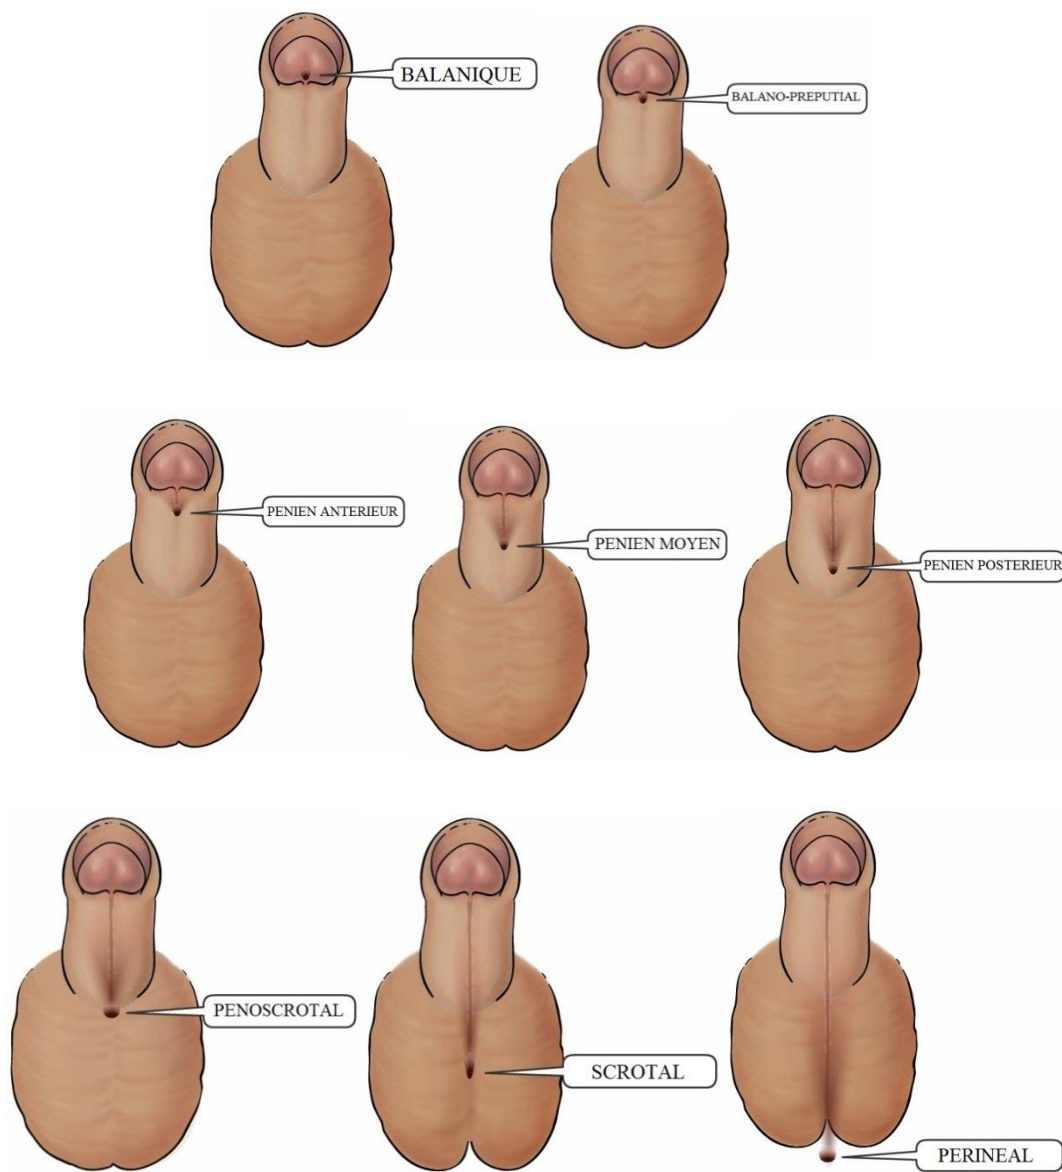 BALANIQUE
BALANO-PREPUTIAL
PENIEN ANTERIEUR
PENIEN MOYEN
PENIEN POSTERIEUR
PENOSCROTAL
SCROTAL
PERINEAL